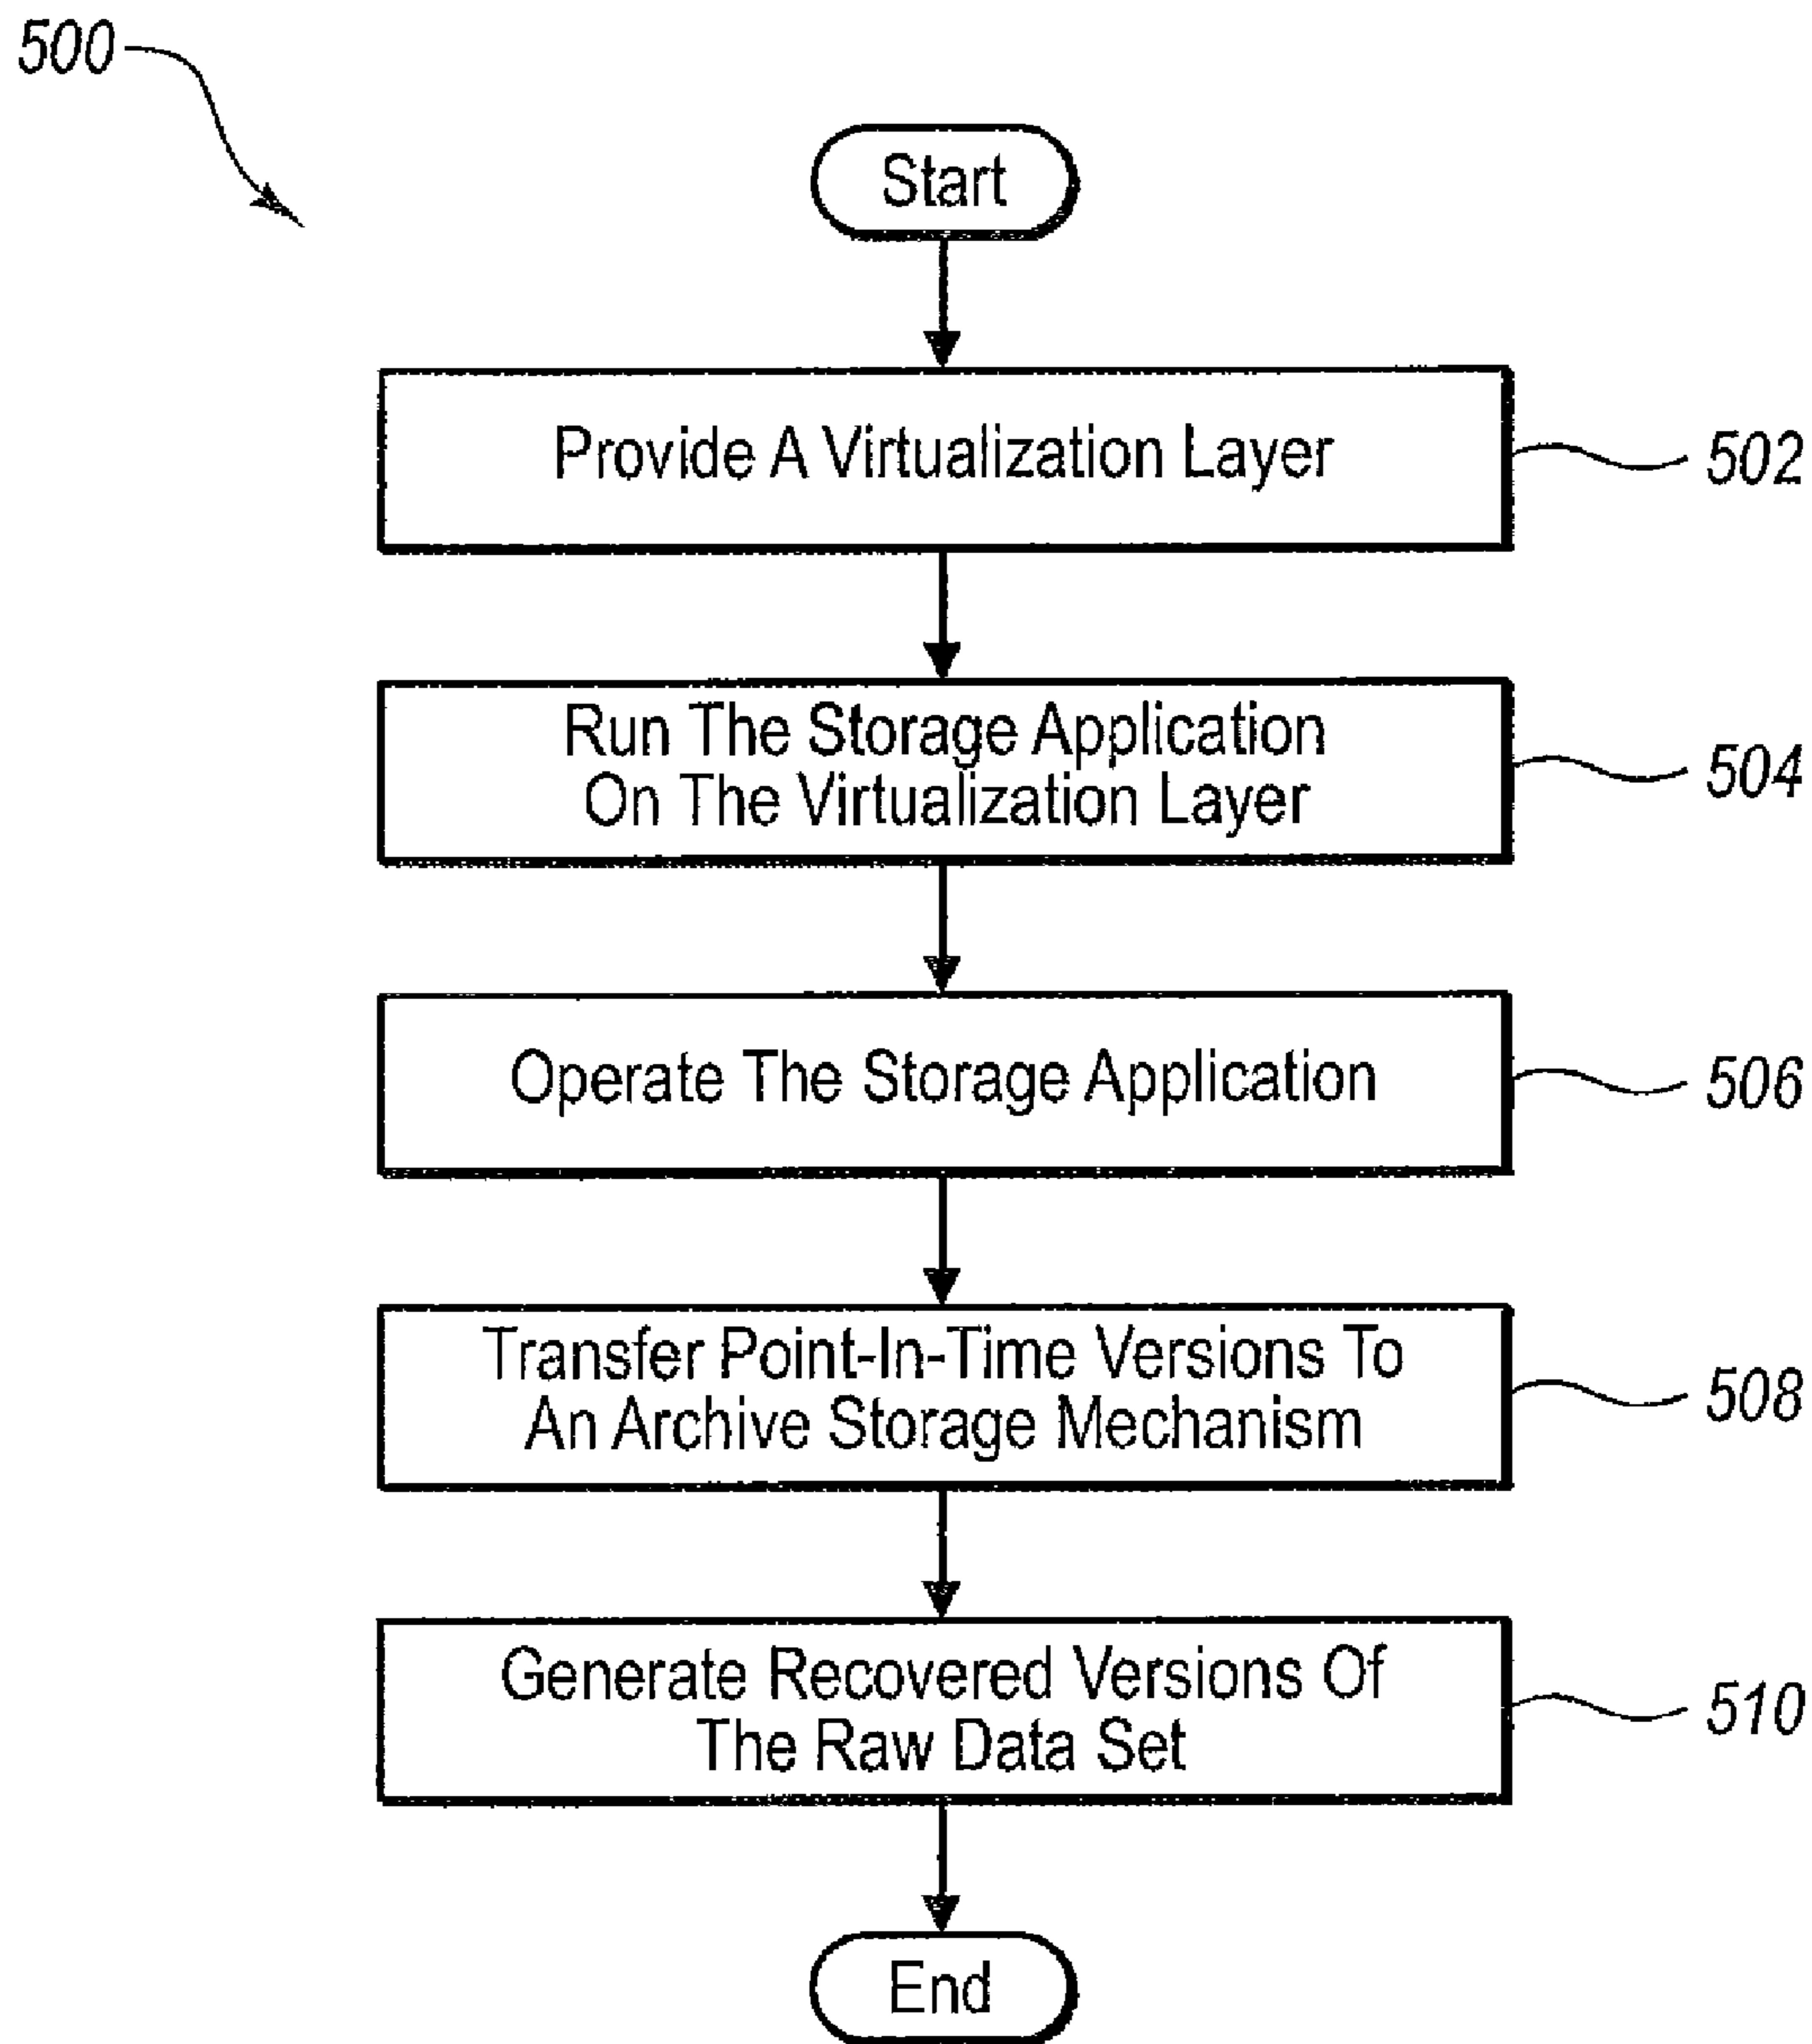 500
Start
Provide A Virtualization Layer
502
Run The Storage Application
On The Virtualization Layer
504
Operate The Storage Application
506
Transfer Point-In-Time Versions To
An Archive Storage Mechanism
508
Generate Recovered Versions Of
The Raw Data Set
510
End